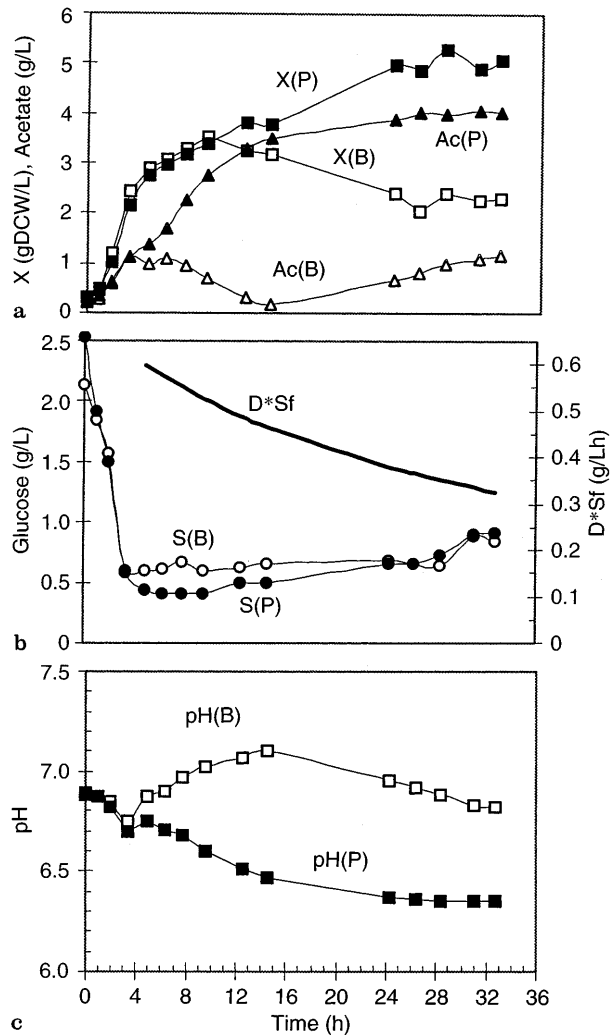 6
5
4
3
2
1
0
X (gDCW/L), Acetate (g/L)
X(P)
Ac(P)
X(B)
Ac(B)
a
2.5
2.0
1.5
1.0
0.5
0
Glucose (g/L)
D*Sf
S(B)
S(P)
0.6
0.5
0.4
0.3
0.2
0.1
0
D*Sf (g/Lh)
b
7.5
7.0
6.5
6.0
pH
pH(B)
pH(P)
0 4 8 12 16 20 24 28 32 36
Time (h)
c